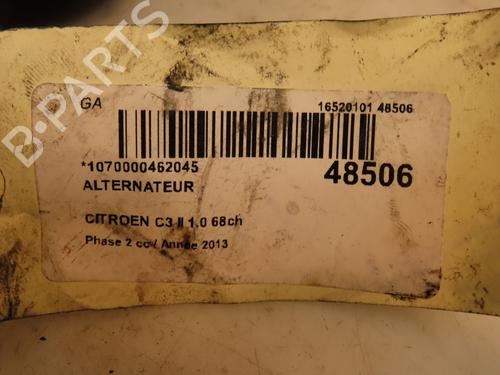 B-PARTS
GA
16520101 48506
*1070000462045
48506
ALTERNATEUR
CITROEN C3 II 1.0 68ch
Phase 2 cc / Année 2013